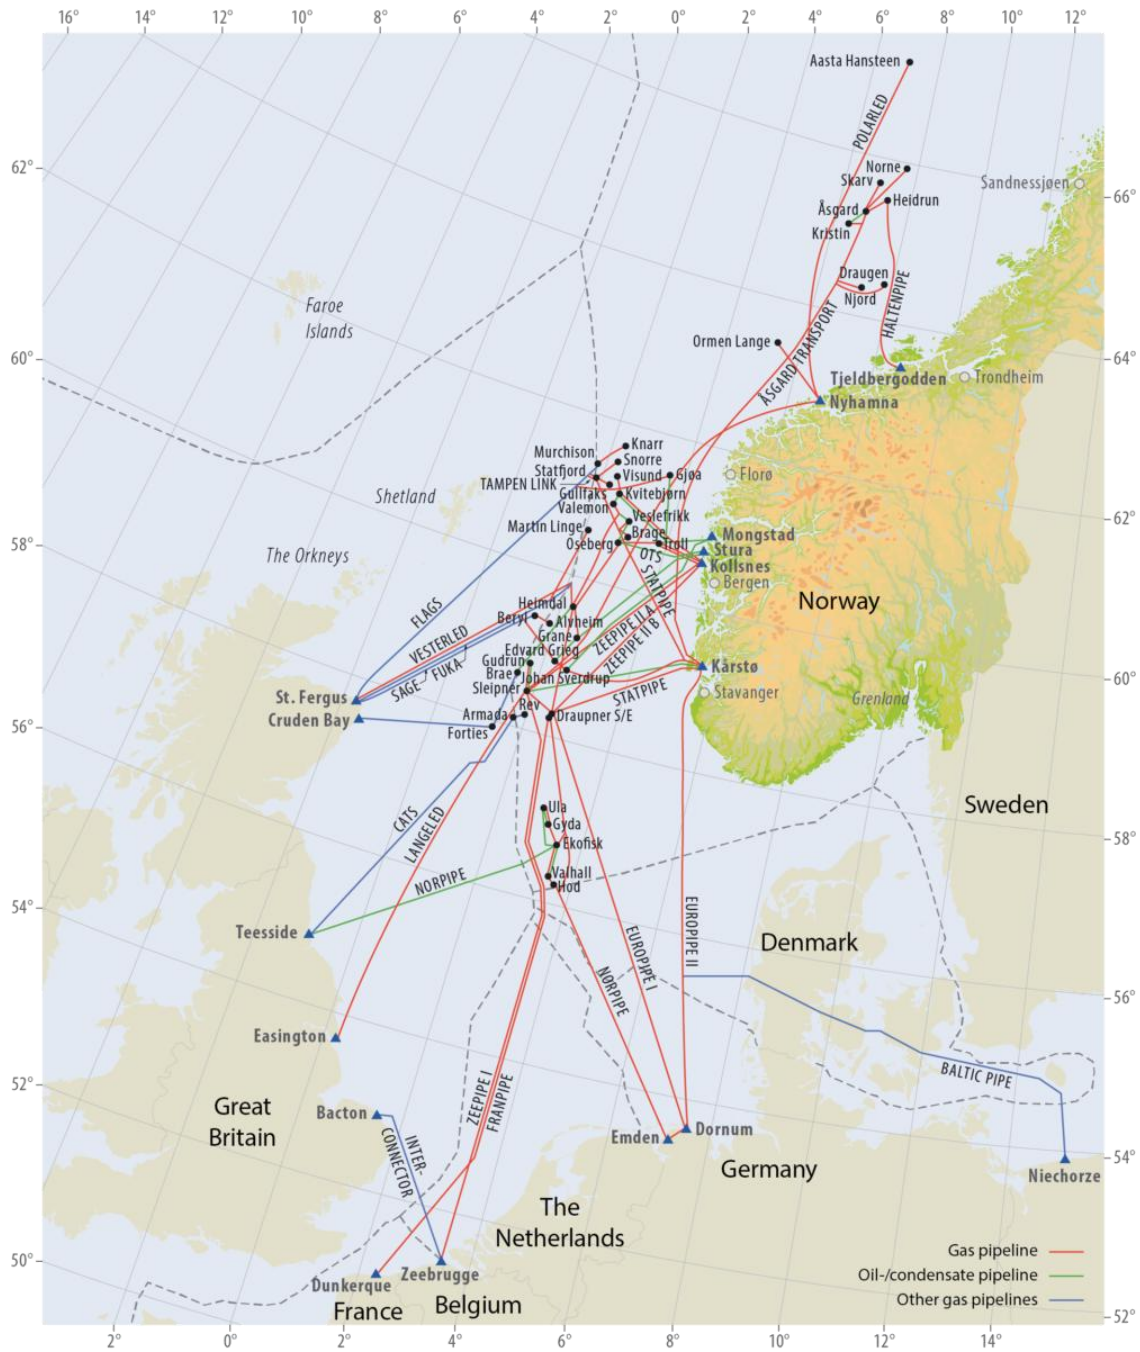 16°
14°
12°
10°
8°
6°
4°
2°
0°
2°
4°
6°
8°
10°
12°
Aasta Hansteen
POLARLED
62°
Norne
Skarv
Sandnessjøen
66°
Heidrun
Åsgard
Kristin
Draugen
Njord
HALTENPIPE
Faroe
Islands
Ormen Lange
ÅSGARD TRANSPORT
60°
64°
Tjeldbergodden
Trondheim
Nyhamna
Knarr
Murchison
Snorre
Statfjord
Visund
Gjøa
Florø
TAMPEN LINK
Gullfaks
Kvitebjørn
Valemon
Shetland
62°
Veslefrikk
Martin Linge
Brage
Mongstad
Oseberg
Troll
Stura
58°
The Orkneys
OTS
Kollsnes
STATPIPE
Bergen
Norway
Heimdal
FLAGS
Beryl
Alvheim
Grane
ZEEPIPE II A
ZEEPIPE II B
VESTERLED
Edvard Grieg
Gudrun
SAGE
FUKA
Brae
Johan Sverdrup
Kårstø
Sleipner
STATPIPE
Stavanger
Grenland
60°
St. Fergus
Cruden Bay
Rev
Armada
Draupner S/E
Forties
56°
Ula
Gyda
Sweden
CATS
LANGELED
Ekofisk
58°
NORPIPE
Valhall
Hod
54°
Teesside
EUROPIPE II
EUROPIPE I
NORPIPE
Denmark
56°
Easington
BALTIC PIPE
52°
Great
Britain
Bacton
ZEEPIPE I
FRANPIPE
INTER-
CONNECTOR
Emden
Dornum
Germany
54°
Niechorze
The
Netherlands
50°
Gas pipeline
Oil-/condensate pipeline
Other gas pipelines
Dunkerque
Zeebrugge
France
Belgium
52°
2°
0°
2°
4°
6°
8°
10°
12°
14°